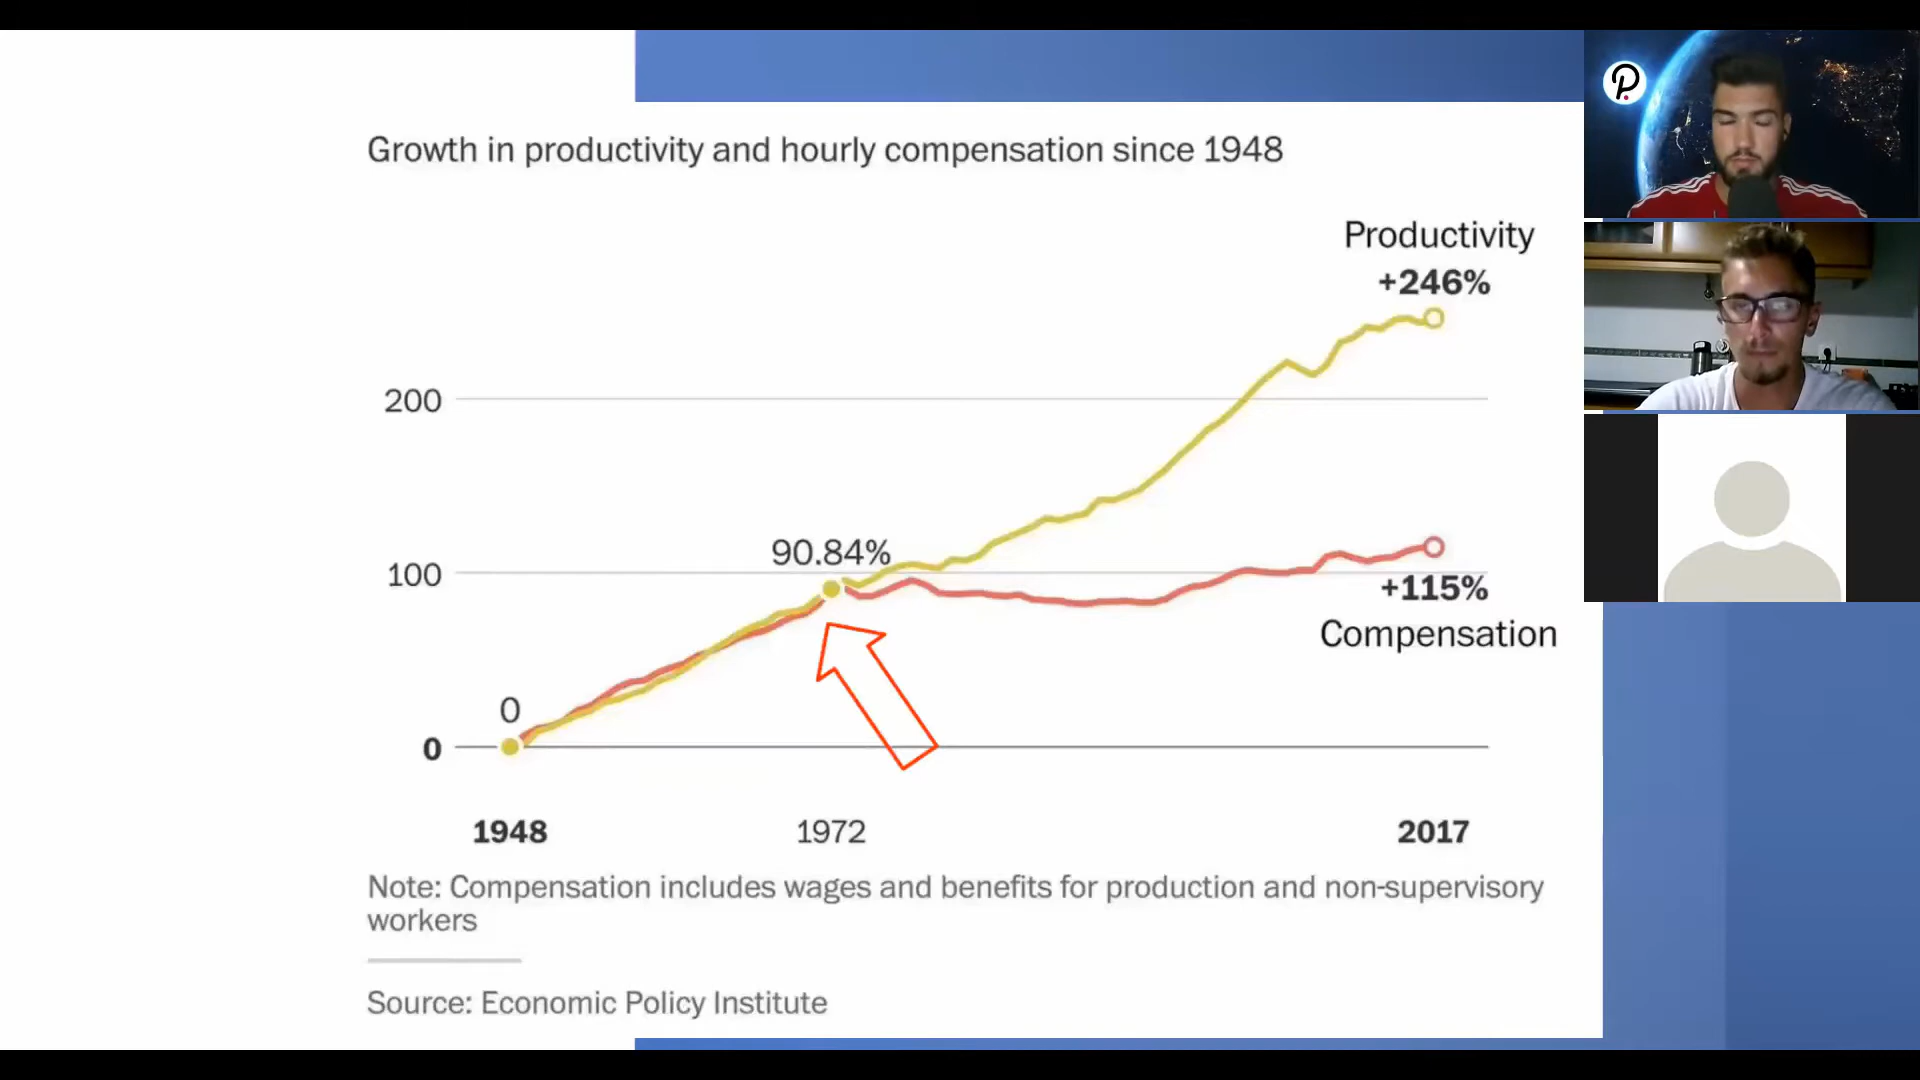 Growth in productivity and hourly compensation since 1948
Productivity
+246%
200
90.84%
100
+115%
Compensation
0
0
1948 1972 2017
Note: Compensation includes wages and benefits for production and non-supervisory
workers
Source: Economic Policy Institute